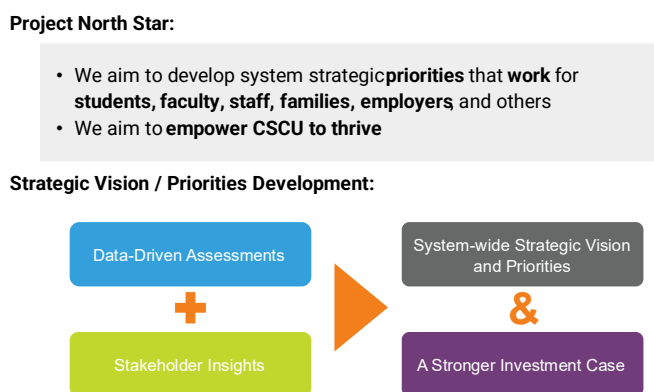 Project North Star:
• We aim to develop system strategic priorities that work for
students, faculty, staff, families, employers, and others
• We aim to empower CSCU to thrive
Strategic Vision / Priorities Development:
Data-Driven Assessments
+
Stakeholder Insights
System-wide Strategic Vision
and Priorities
&
A Stronger Investment Case